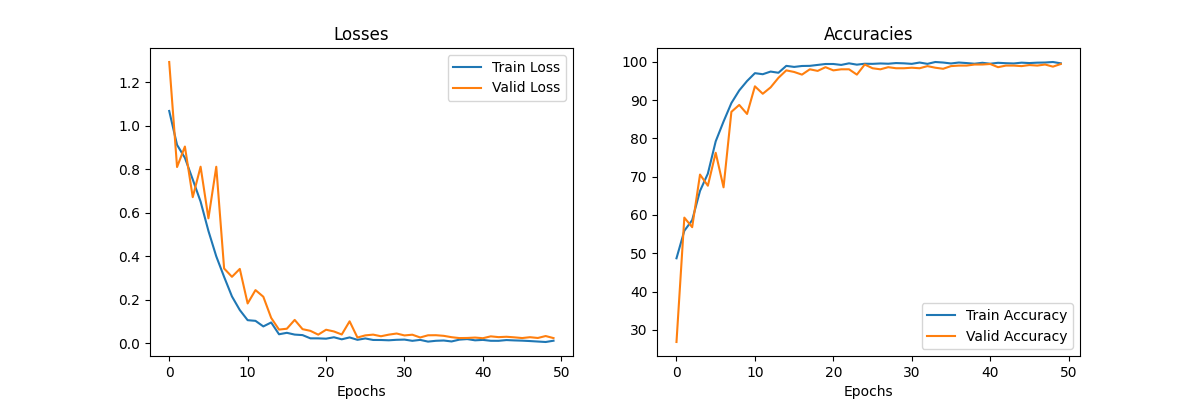 Losses
1.2
1.0
0.8
0.6
0.4
0.2
0.0
Train Loss
Valid Loss
0 10 20 30 40 50
Epochs
Accuracies
100
90
80
70
60
50
40
30
Train Accuracy
Valid Accuracy
0 10 20 30 40 50
Epochs